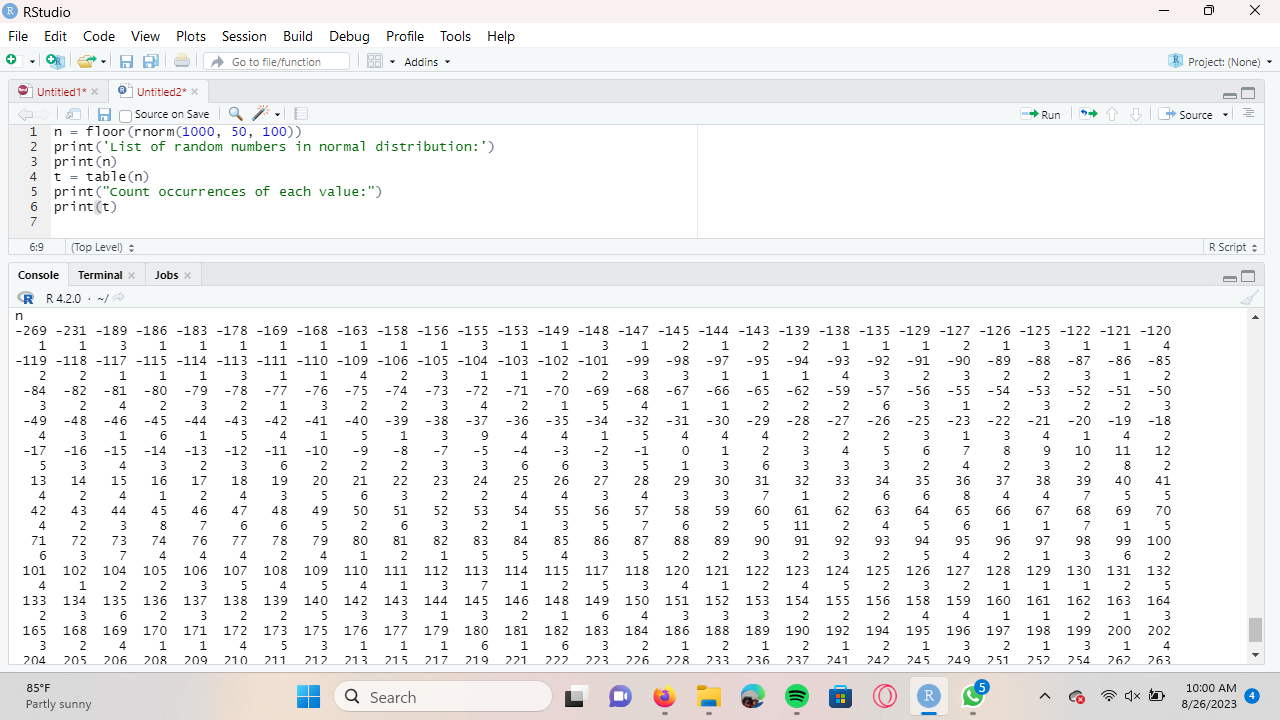 RStudio
File Edit Code View Plots Session Build Debug Profile Tools Help
Go to file/function Addins Project: (None)
Untitled1* Untitled2*
Source on Save Run Source
1 n = floor(rnorm(1000, 50, 100))
2 print('List of random numbers in normal distribution:')
3 print(n)
4 t = table(n)
5 print("Count occurrences of each value:")
6 print(t)
7
6:9 (Top Level) R Script
Console Terminal Jobs
R 4.2.0 · ~/
n
-269 -231 -189 -186 -183 -178 -169 -168 -163 -158 -156 -155 -153 -149 -148 -147 -145 -144 -143 -139 -138 -135 -129 -127 -126 -125 -122 -121 -120
1 1 3 1 1 1 1 1 1 1 1 3 1 1 3 1 2 1 2 2 1 1 1 2 1 3 1 1 4
-119 -118 -117 -115 -114 -113 -111 -110 -109 -106 -105 -104 -103 -102 -101 -99 -98 -97 -95 -94 -93 -92 -91 -90 -89 -88 -87 -86 -85
2 2 1 1 1 3 1 1 4 2 3 1 1 2 2 3 3 1 1 1 4 3 2 3 2 2 3 1 2
-84 -82 -81 -80 -79 -78 -77 -76 -75 -74 -73 -72 -71 -70 -69 -68 -67 -66 -65 -62 -59 -57 -56 -55 -54 -53 -52 -51 -50
3 2 4 2 3 2 1 3 2 2 3 4 2 1 5 4 1 1 2 2 2 6 3 1 2 3 2 2 3
-49 -48 -46 -45 -44 -43 -42 -41 -40 -39 -38 -37 -36 -35 -34 -32 -31 -30 -29 -28 -27 -26 -25 -23 -22 -21 -20 -19 -18
4 3 1 6 1 5 4 1 5 1 3 9 4 4 1 5 4 4 4 2 2 2 3 1 3 4 1 4 2
-17 -16 -15 -14 -13 -12 -11 -10 -9 -8 -7 -5 -4 -3 -2 -1 0 1 2 3 4 5 6 7 8 9 10 11 12
5 3 4 3 2 3 6 2 2 2 3 3 6 6 3 5 1 3 6 3 3 3 2 4 2 3 2 8 2
13 14 15 16 17 18 19 20 21 22 23 24 25 26 27 28 29 30 31 32 33 34 35 36 37 38 39 40 41
4 2 4 1 2 4 3 5 6 3 2 2 4 4 3 4 3 3 7 1 2 6 6 8 4 4 7 5 5
42 43 44 45 46 47 48 49 50 51 52 53 54 55 56 57 58 59 60 61 62 63 64 65 66 67 68 69 70
4 2 3 8 7 6 6 5 2 6 3 2 1 3 5 7 6 2 5 11 2 4 5 6 1 1 7 1 5
71 72 73 74 76 77 78 79 80 81 82 83 84 85 86 87 88 89 90 91 92 93 94 95 96 97 98 99 100
6 3 7 4 4 4 2 4 1 2 1 5 5 4 3 5 2 2 3 2 3 2 5 4 2 1 3 6 2
101 102 104 105 106 107 108 109 110 111 112 113 114 115 117 118 120 121 122 123 124 125 126 127 128 129 130 131 132
4 1 2 2 3 5 4 5 4 1 3 7 1 2 5 3 4 1 2 4 5 2 3 2 1 1 1 2 5
133 134 135 136 137 138 139 140 142 143 144 145 146 148 149 150 151 152 153 154 155 156 158 159 160 161 162 163 164
2 3 6 2 3 2 2 5 3 3 1 3 2 1 6 4 3 3 3 2 2 2 4 4 1 1 2 1 3
165 168 169 170 171 172 173 175 176 177 179 180 181 182 183 184 186 188 189 190 192 194 195 196 197 198 199 200 202
3 2 4 1 1 4 5 3 1 1 1 6 1 6 3 2 1 2 1 2 1 2 1 3 2 1 3 1 4
204 205 206 208 209 210 211 212 213 215 217 219 221 222 223 226 228 233 236 237 241 242 245 249 251 252 254 262 263
85°F
Partly sunny
Search
5
10:00 AM
8/26/2023
4